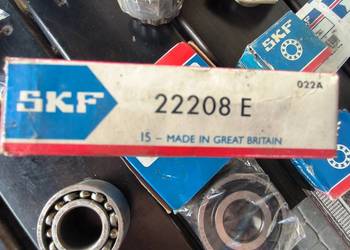 022A
SKF 22208 E
15 – MADE IN GREAT BRITAIN
SKF